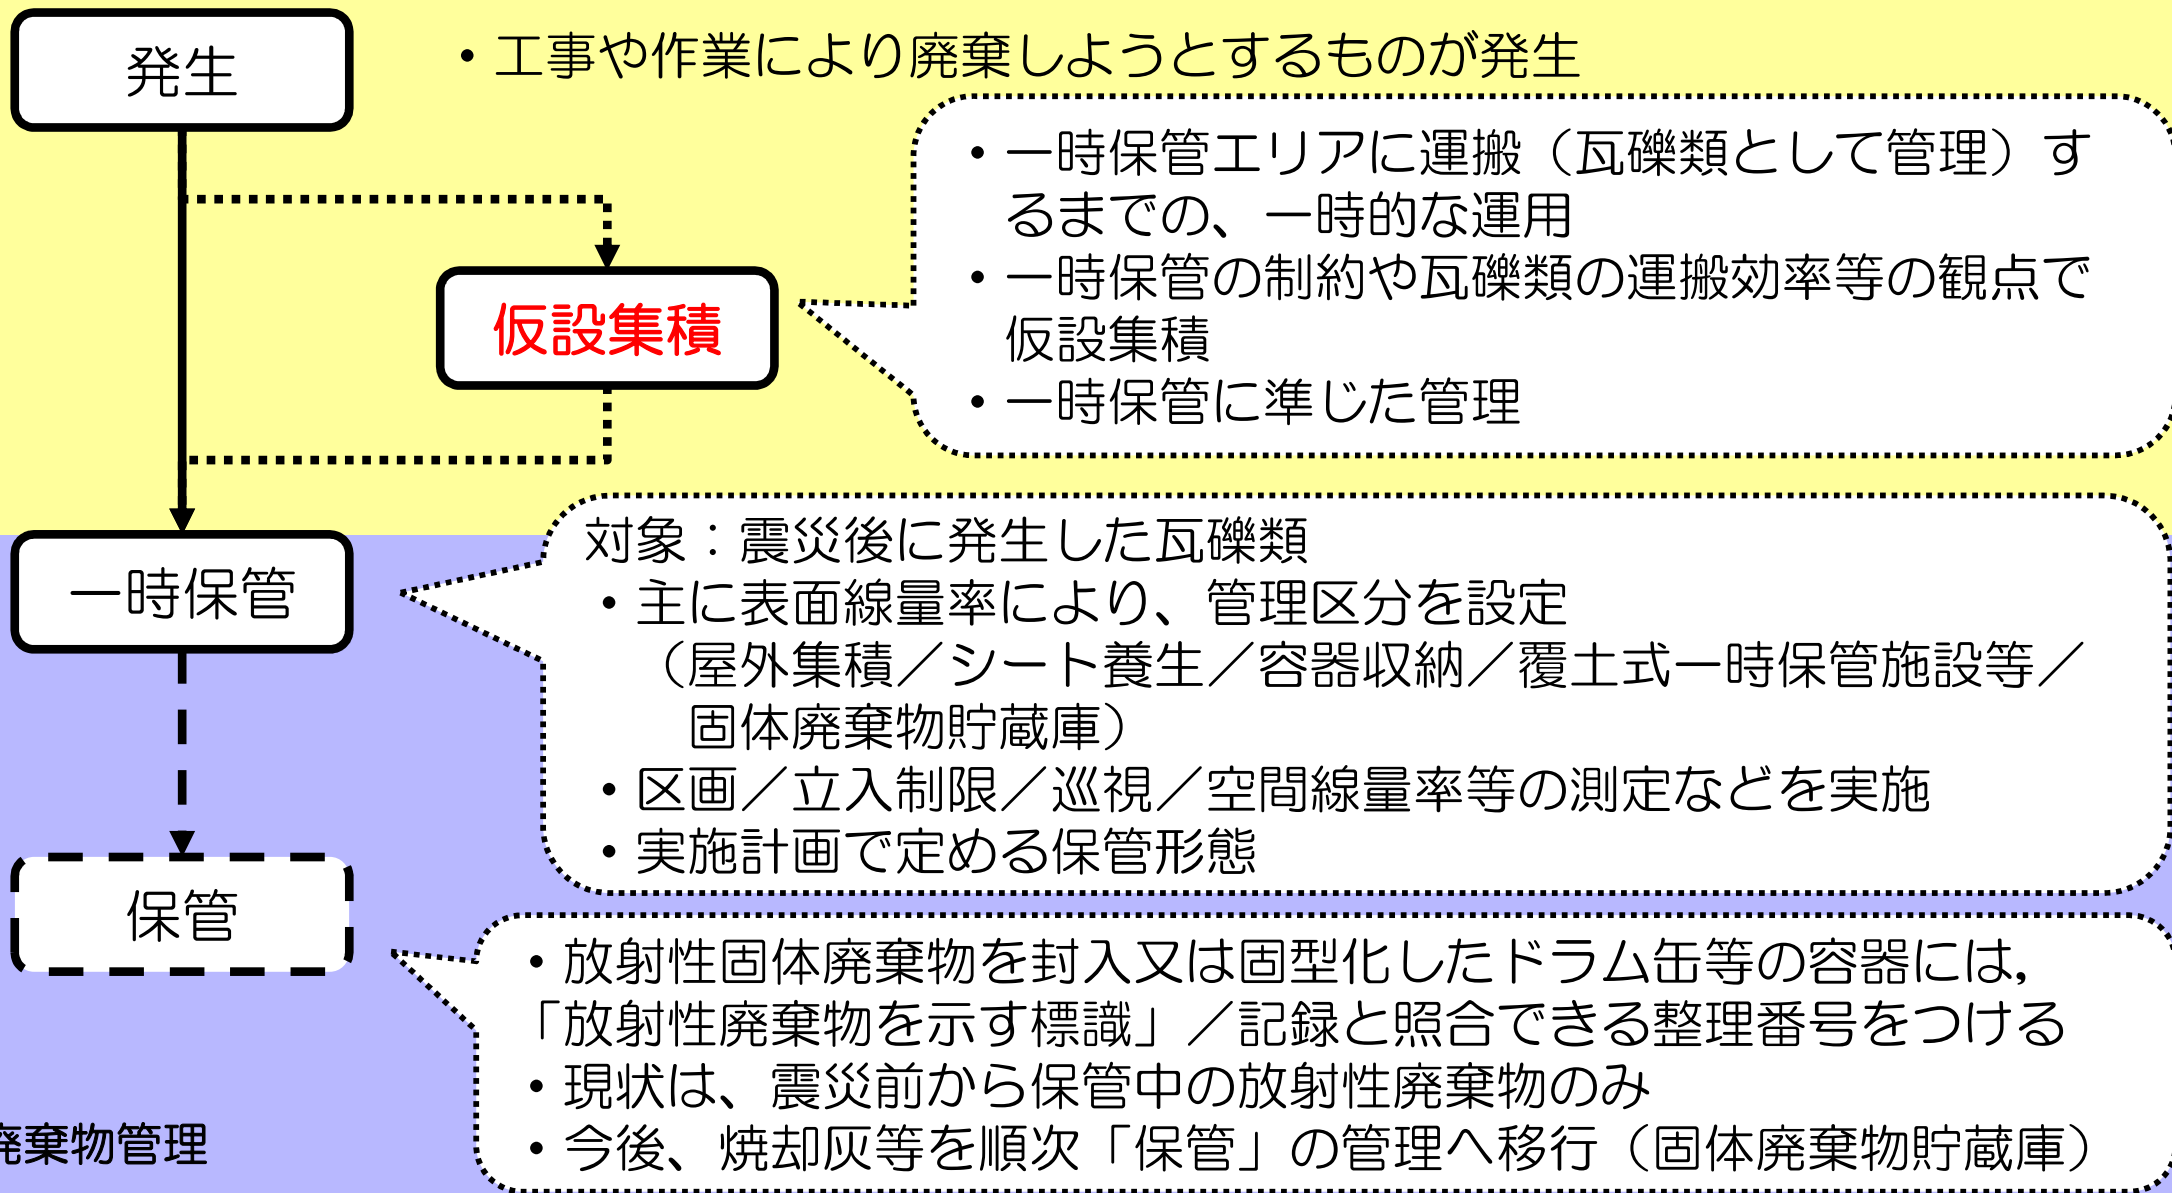 発生
・工事や作業により廃棄しようとするものが発生
・一時保管エリアに運搬（瓦礫類として管理）す
るまでの、一時的な運用
・一時保管の制約や瓦礫類の運搬効率等の観点で
仮設集積
・一時保管に準じた管理
仮設集積
一時保管
対象：震災後に発生した瓦礫類
・主に表面線量率により、管理区分を設定
（屋外集積／シート養生／容器収納／覆土式一時保管施設等／
固体廃棄物貯蔵庫）
・区画／立入制限／巡視／空間線量率等の測定などを実施
・実施計画で定める保管形態
保管
・放射性固体廃棄物を封入又は固型化したドラム缶等の容器には，
「放射性廃棄物を示す標識」／記録と照合できる整理番号をつける
・現状は、震災前から保管中の放射性廃棄物のみ
・今後、焼却灰等を順次「保管」の管理へ移行（固体廃棄物貯蔵庫）
廃棄物管理